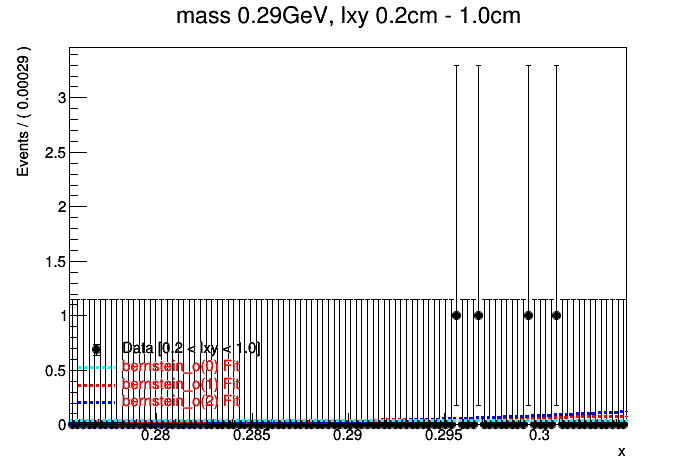 mass 0.29GeV, lxy 0.2cm - 1.0cm
Events / ( 0.00029 )
3
2.5
2
1.5
1
0.5
0
Data [0.2 < lxy < 1.0]
bernstein_o(0) Fit
bernstein_o(1) Fit
bernstein_o(2) Fit
0.28 0.285 0.29 0.295 0.3
x